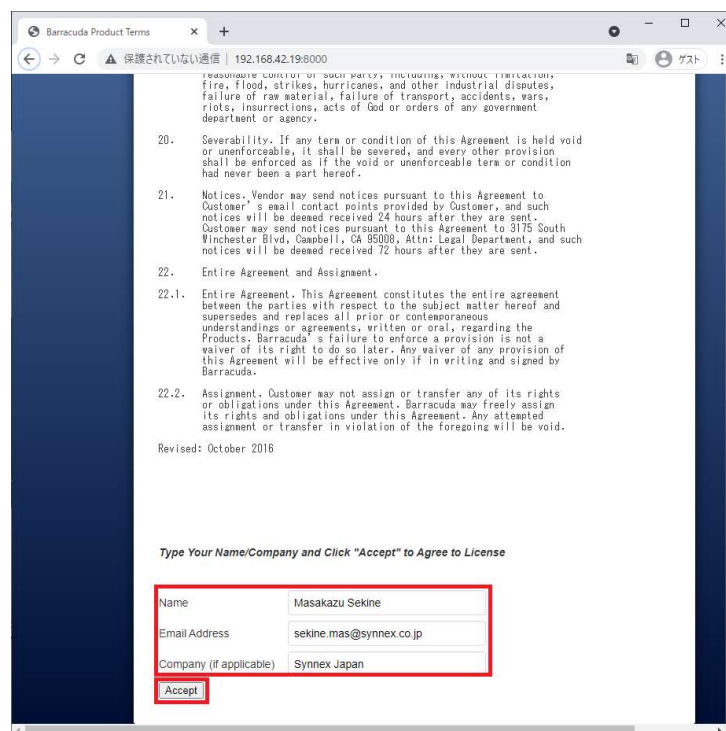 Barracuda Product Terms
保護されていない通信 | 192.168.42.19:8000
ゲスト
reasonable control of such party, including, without limitation,
fire, flood, strikes, hurricanes, and other industrial disputes,
failure of raw material, failure of transport, accidents, wars,
riots, insurrections, acts of God or orders of any government
department or agency.
20. Severability. If any term or condition of this Agreement is held void
or unenforceable, it shall be severed, and every other provision
shall be enforced as if the void or unenforceable term or condition
had never been a part hereof.
21. Notices. Vendor may send notices pursuant to this Agreement to
Customer's email contact points provided by Customer, and such
notices will be deemed received 24 hours after they are sent.
Customer may send notices pursuant to this Agreement to 3175 South
Winchester Blvd, Campbell, CA 95008, Attn: Legal Department, and such
notices will be deemed received 72 hours after they are sent.
22. Entire Agreement and Assignment.
22.1. Entire Agreement. This Agreement constitutes the entire agreement
between the parties with respect to the subject matter hereof and
supersedes and replaces all prior or contemporaneous
understandings or agreements, written or oral, regarding the
Products. Barracuda's failure to enforce a provision is not a
waiver of its right to do so later. Any waiver of any provision of
this Agreement will be effective only if in writing and signed by
Barracuda.
22.2. Assignment. Customer may not assign or transfer any of its rights
or obligations under this Agreement. Barracuda may freely assign
its rights and obligations under this Agreement. Any attempted
assignment or transfer in violation of the foregoing will be void.
Revised: October 2016
Type Your Name/Company and Click "Accept" to Agree to License
Name Masakazu Sekine
Email Address sekine.mas@synnex.co.jp
Company (if applicable) Synnex Japan
Accept